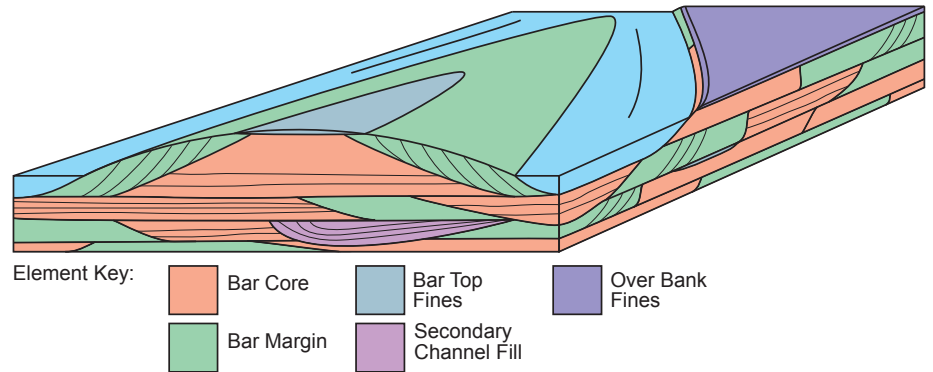 Element Key:
Bar Core
Bar Top
Fines
Over Bank
Fines
Bar Margin
Secondary
Channel Fill